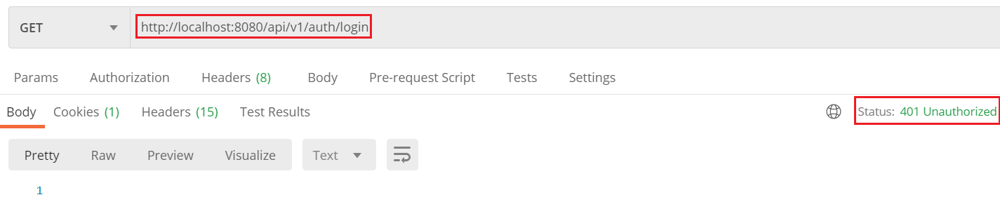 GET http://localhost:8080/api/v1/auth/login
Params Authorization Headers (8) Body Pre-request Script Tests Settings
Body Cookies (1) Headers (15) Test Results Status: 401 Unauthorized
Pretty Raw Preview Visualize Text
1